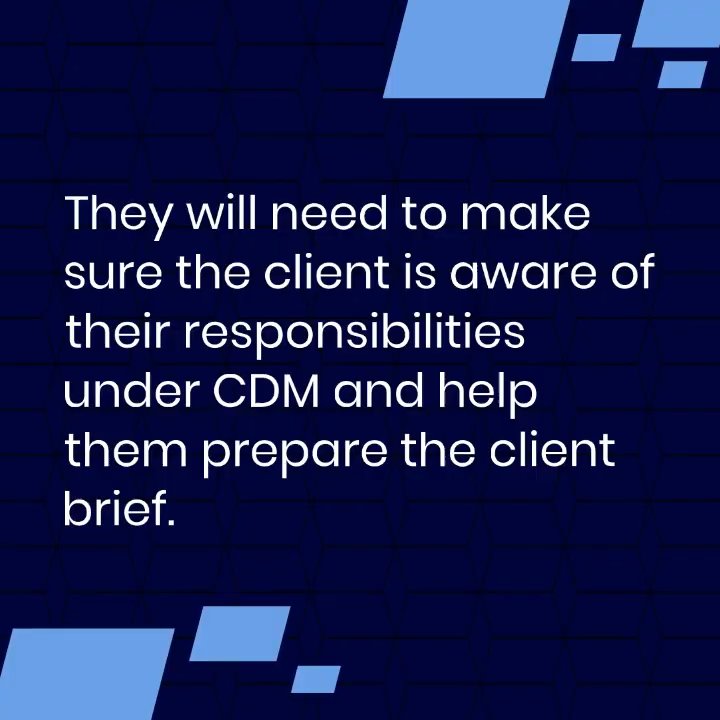 They will need to make
sure the client is aware of
their responsibilities
under CDM and help
them prepare the client
brief.